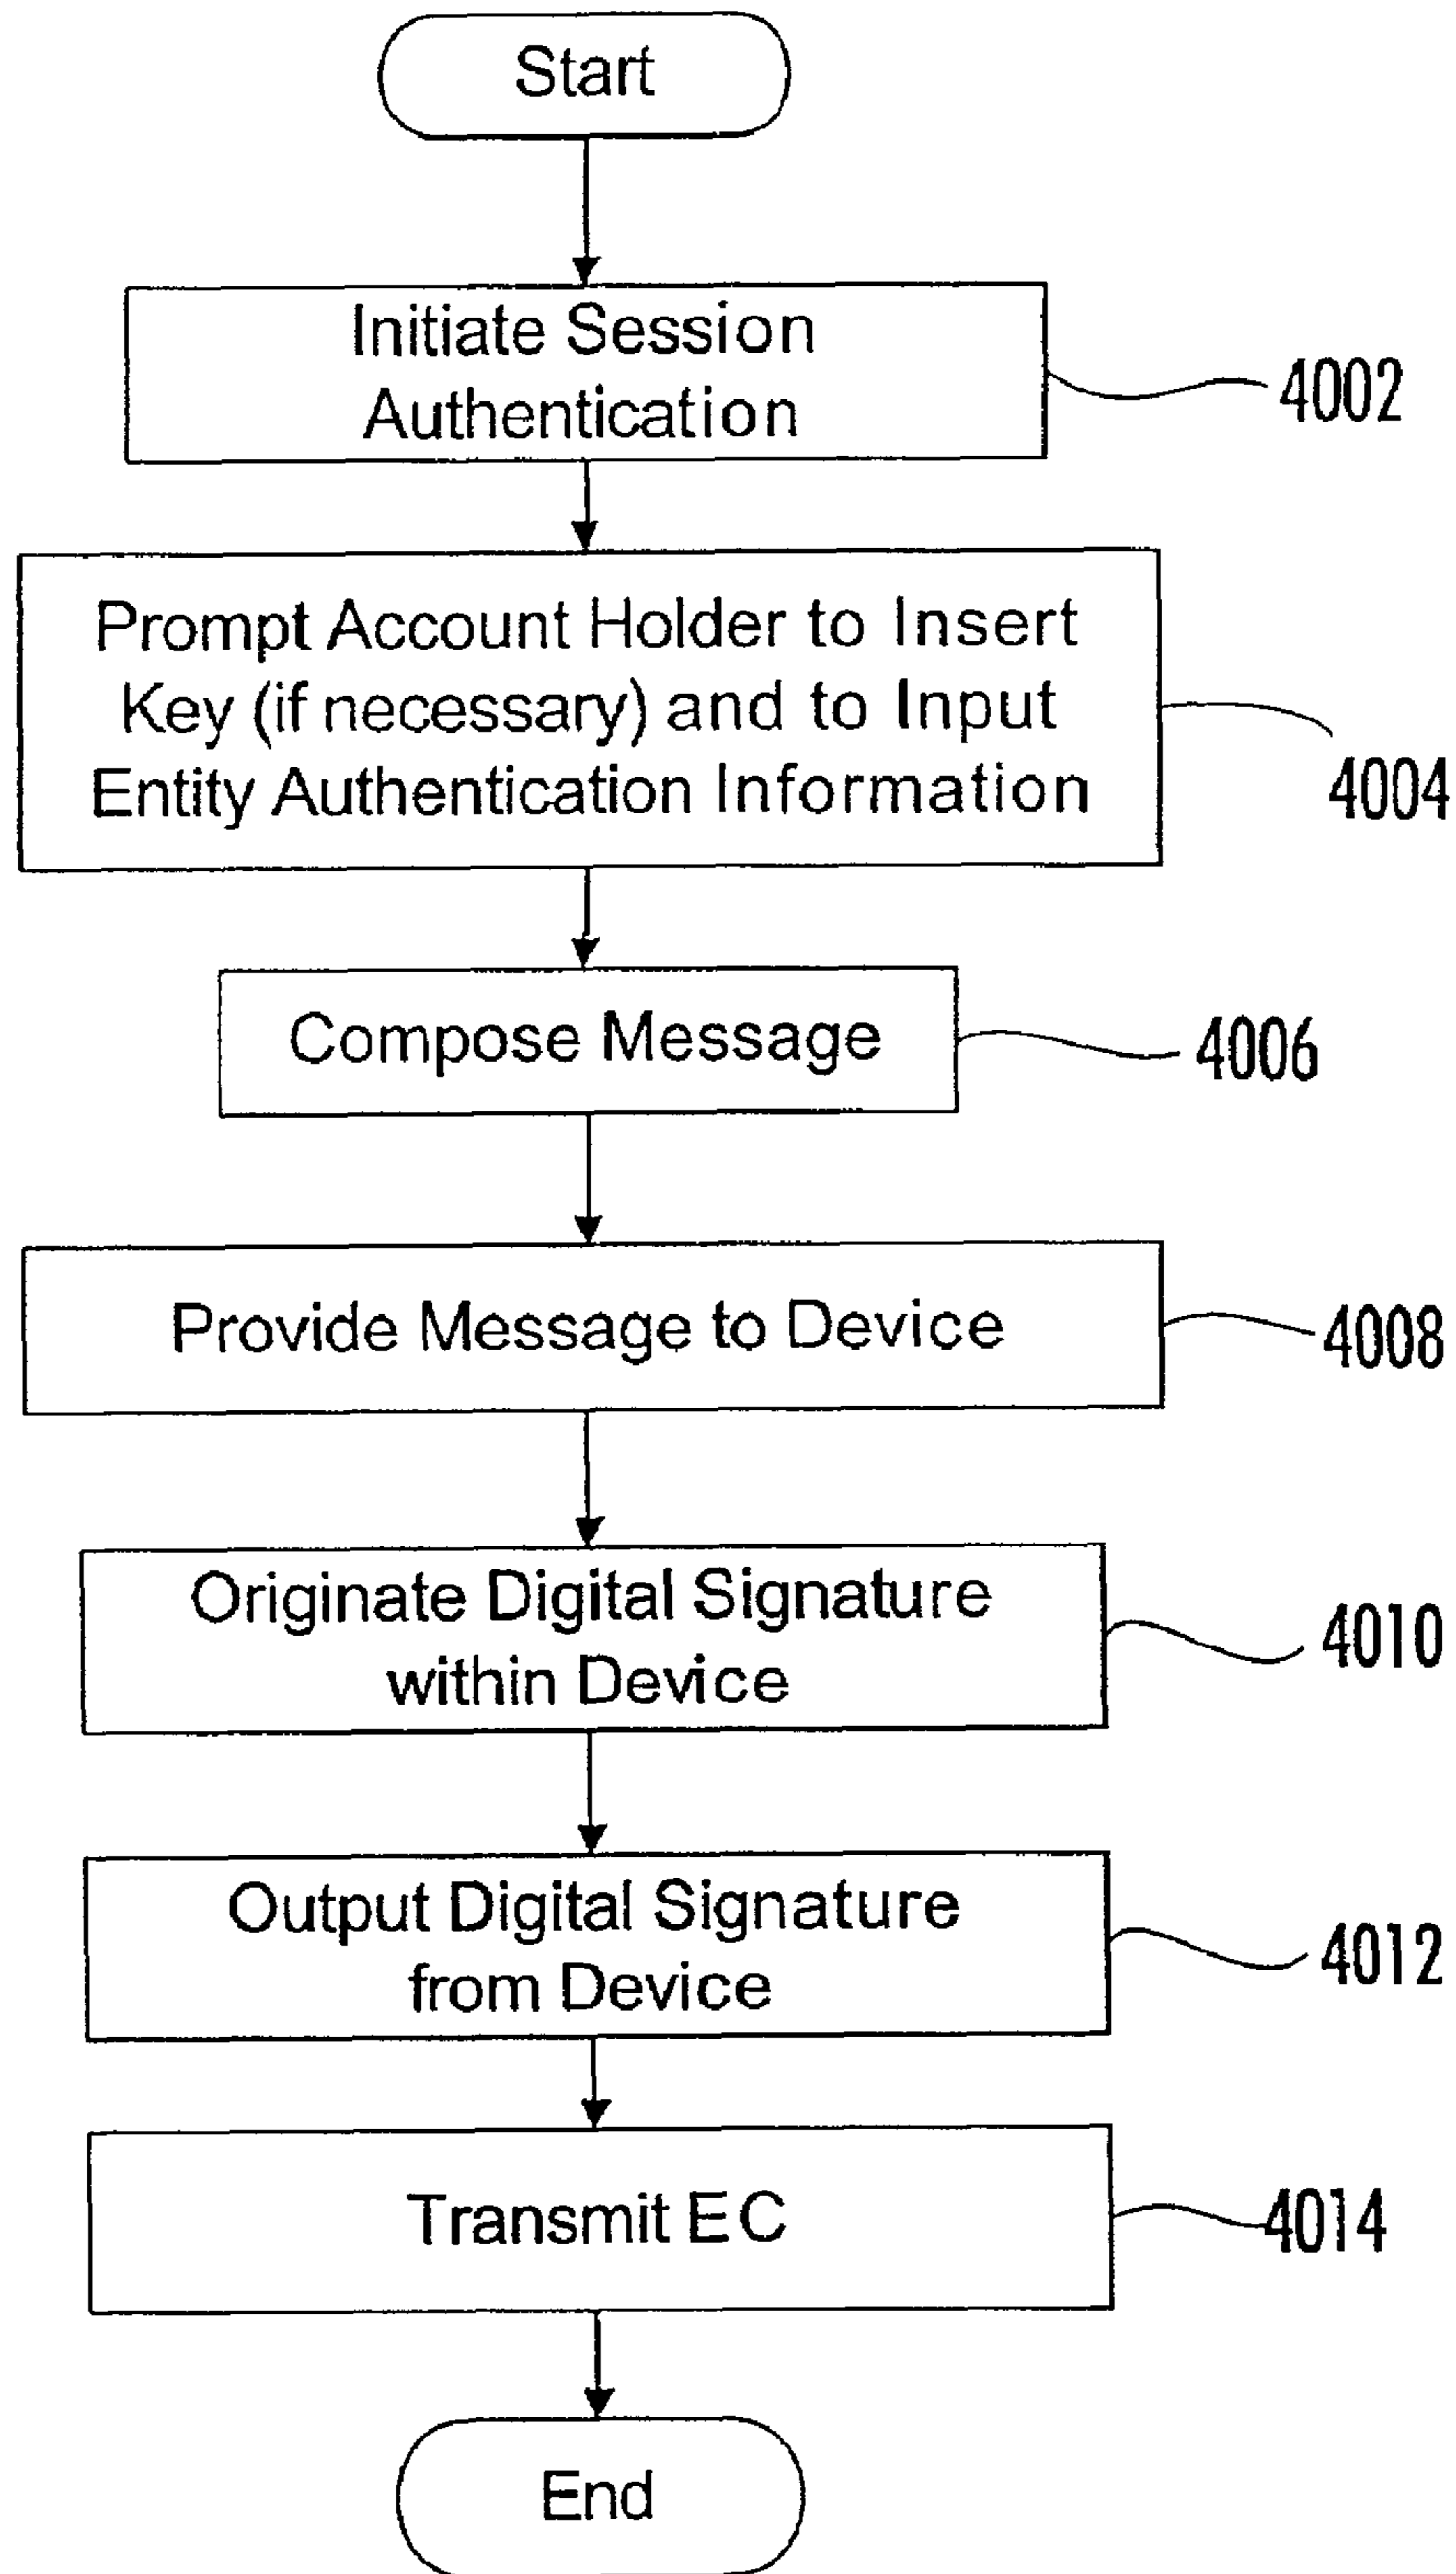 Start
Initiate Session
Authentication
4002
Prompt Account Holder to Insert
Key (if necessary) and to Input
Entity Authentication Information
4004
Compose Message
4006
Provide Message to Device
4008
Originate Digital Signature
within Device
4010
Output Digital Signature
from Device
4012
Transmit EC
4014
End